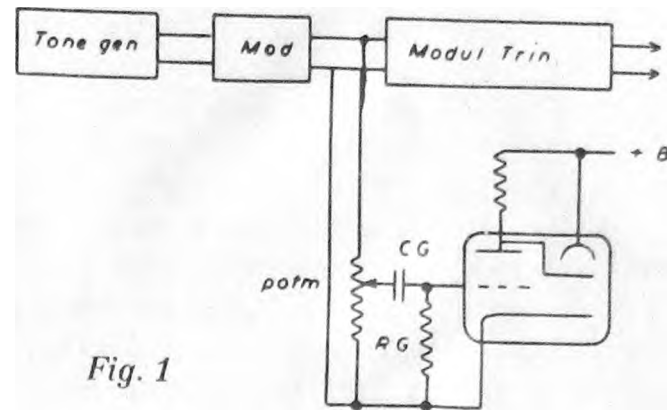 Tone gen
Mod
Modul Trin.
+ B
CG
potm
RG
Fig. 1